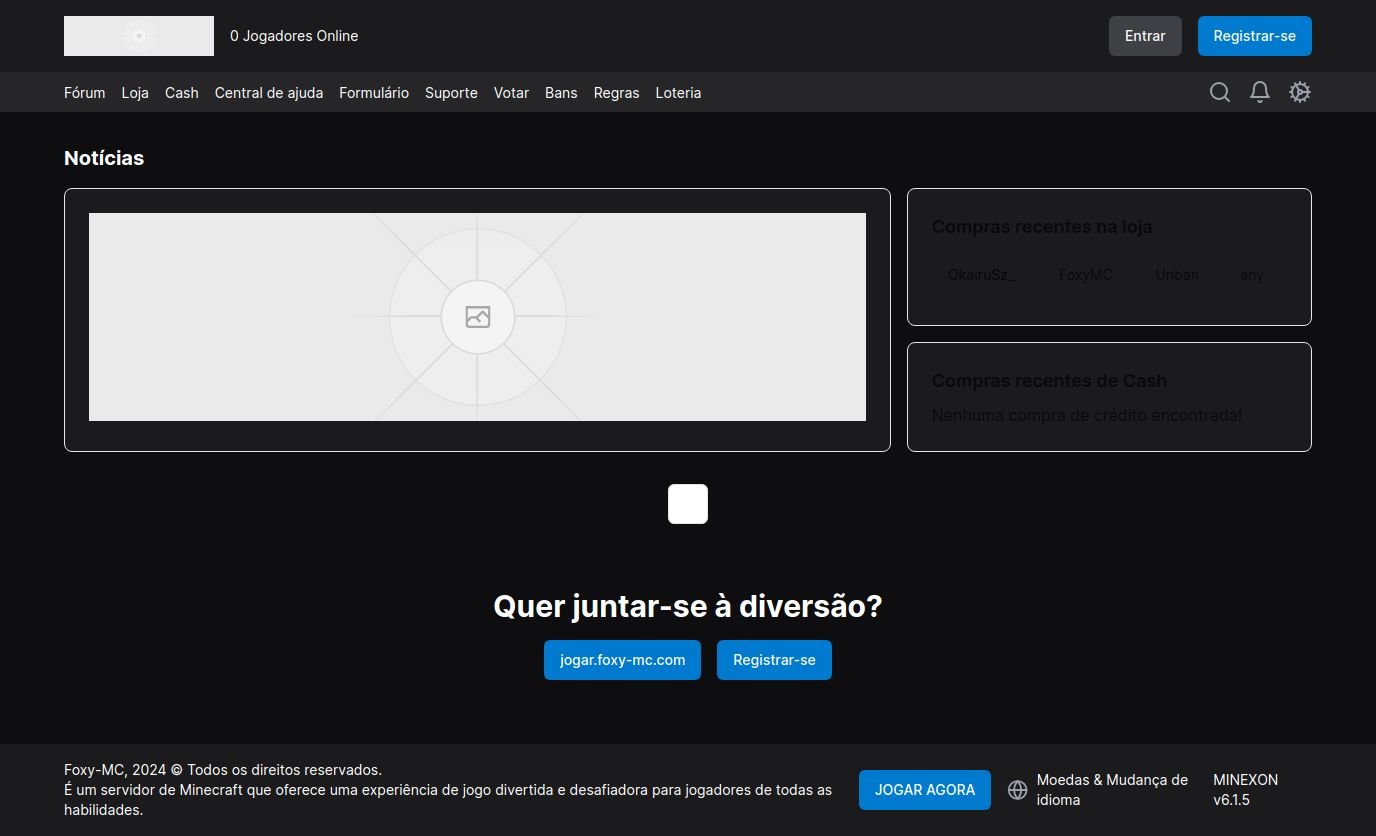 0 Jogadores Online
Entrar
Registrar-se
Fórum Loja Cash Central de ajuda Formulário Suporte Votar Bans Regras Loteria
Notícias
Compras recentes na loja
OkairuSz_ FoxyMC Unban any
Compras recentes de Cash
Nenhuma compra de crédito encontrada!
Quer juntar-se à diversão?
jogar.foxy-mc.com
Registrar-se
Foxy-MC, 2024 © Todos os direitos reservados.
É um servidor de Minecraft que oferece uma experiência de jogo divertida e desafiadora para jogadores de todas as
habilidades.
JOGAR AGORA
Moedas & Mudança de
idioma
MINEXON
v6.1.5